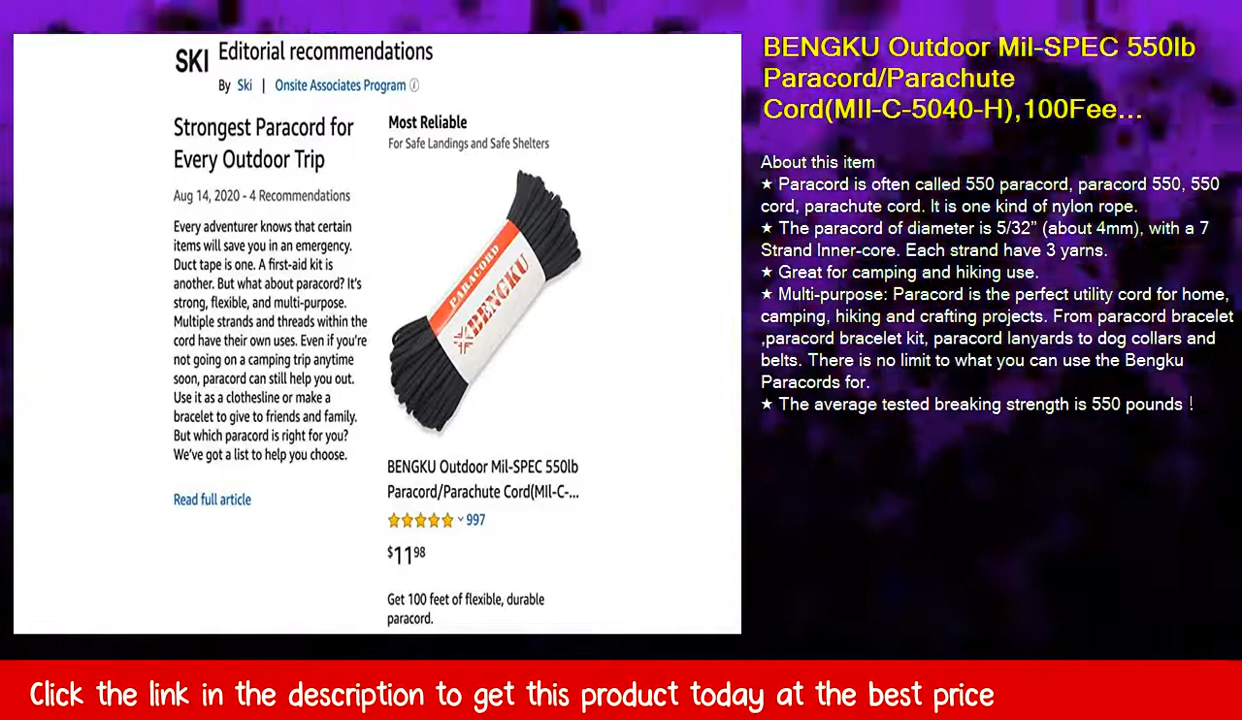 SKI Editorial recommendations
By Ski | Onsite Associates Program ⓘ
Strongest Paracord for
Every Outdoor Trip
Aug 14, 2020 - 4 Recommendations
Every adventurer knows that certain
items will save you in an emergency.
Duct tape is one. A first-aid kit is
another. But what about paracord? It's
strong, flexible, and multi-purpose.
Multiple strands and threads within the
cord have their own uses. Even if you're
not going on a camping trip anytime
soon, paracord can still help you out.
Use it as a clothesline or make a
bracelet to give to friends and family.
But which paracord is right for you?
We've got a list to help you choose.
Read full article
Most Reliable
For Safe Landings and Safe Shelters
PARACORD
BENGKU
BENGKU Outdoor Mil-SPEC 550lb
Paracord/Parachute Cord(MIl-C-...
997
$1198
Get 100 feet of flexible, durable
paracord.
BENGKU Outdoor Mil-SPEC 550lb
Paracord/Parachute
Cord(MIl-C-5040-H),100Fee...
About this item
★ Paracord is often called 550 paracord, paracord 550, 550
cord, parachute cord. It is one kind of nylon rope.
★ The paracord of diameter is 5/32” (about 4mm), with a 7
Strand Inner-core. Each strand have 3 yarns.
★ Great for camping and hiking use.
★ Multi-purpose: Paracord is the perfect utility cord for home,
camping, hiking and crafting projects. From paracord bracelet
,paracord bracelet kit, paracord lanyards to dog collars and
belts. There is no limit to what you can use the Bengku
Paracords for.
★ The average tested breaking strength is 550 pounds！
Click the link in the description to get this product today at the best price